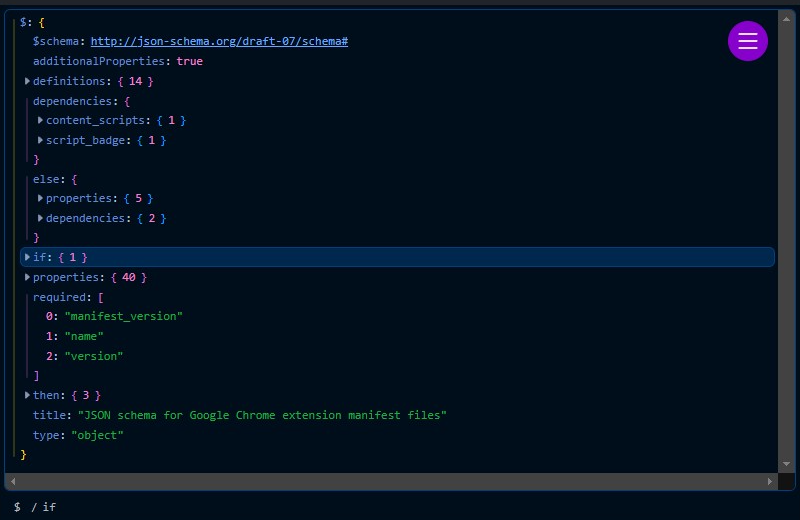 $: {
$schema: http://json-schema.org/draft-07/schema#
additionalProperties: true
definitions: { 14 }
dependencies: {
content_scripts: { 1 }
script_badge: { 1 }
}
else: {
properties: { 5 }
dependencies: { 2 }
}
if: { 1 }
properties: { 40 }
required: [
0: "manifest_version"
1: "name"
2: "version"
]
then: { 3 }
title: "JSON schema for Google Chrome extension manifest files"
type: "object"
}
$ / if